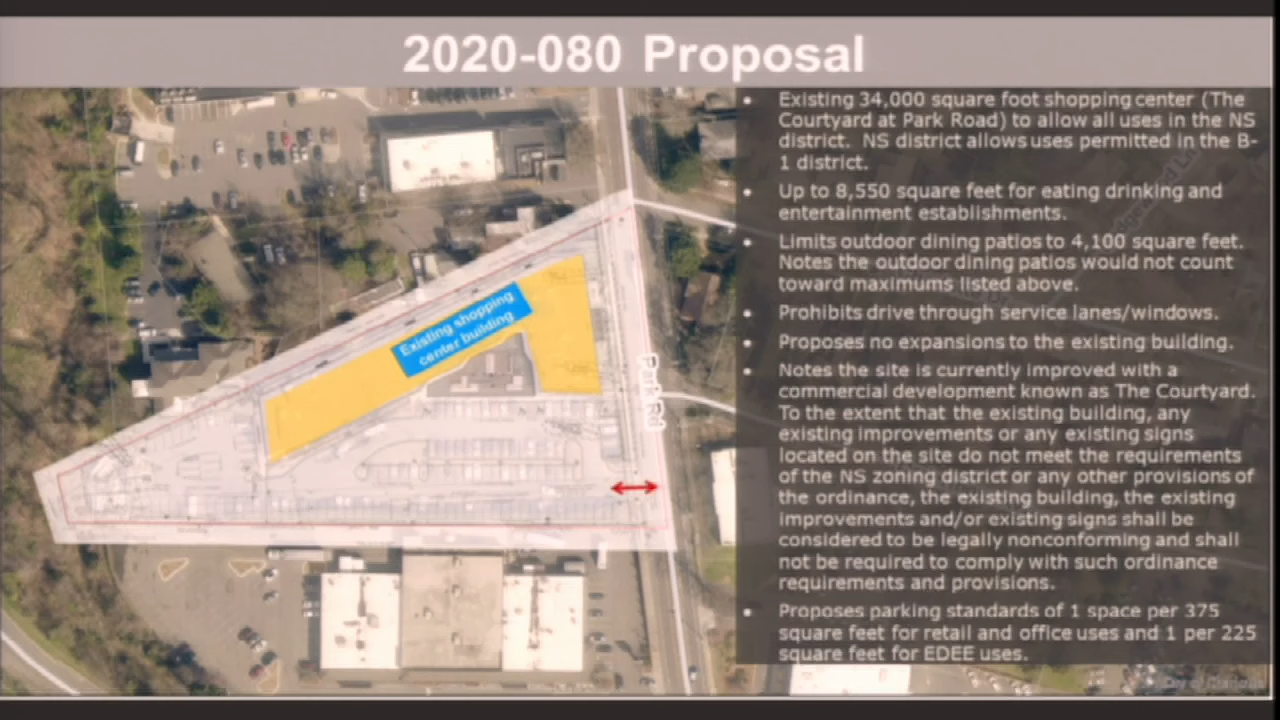 2020-080 Proposal
• Existing 34,000 square foot shopping center (The
Courtyard at Park Road) to allow all uses in the NS
district. NS district allows uses permitted in the B-
1 district.
• Up to 8,550 square feet for eating drinking and
entertainment establishments.
• Limits outdoor dining patios to 4,100 square feet.
Notes the outdoor dining patios would not count
toward maximums listed above.
• Prohibits drive through service lanes/windows.
• Proposes no expansions to the existing building.
• Notes the site is currently improved with a
commercial development known as The Courtyard.
To the extent that the existing building, any
existing improvements or any existing signs
located on the site do not meet the requirements
of the NS zoning district or any other provisions of
the ordinance, the existing building, the existing
improvements and/or existing signs shall be
considered to be legally nonconforming and shall
not be required to comply with such ordinance
requirements and provisions.
• Proposes parking standards of 1 space per 375
square feet for retail and office uses and 1 per 225
square feet for EDEE uses.
Existing shopping
center building
Park Rd